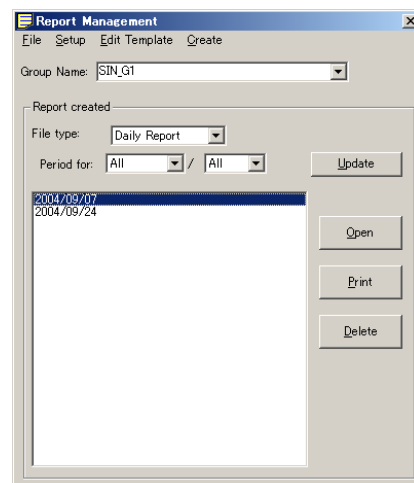 Report Management
File Setup Edit Template Create
Group Name: SIN_G1
Report created
File type: Daily Report
Period for: All / All Update
2004/09/07
2004/09/24
Open
Print
Delete